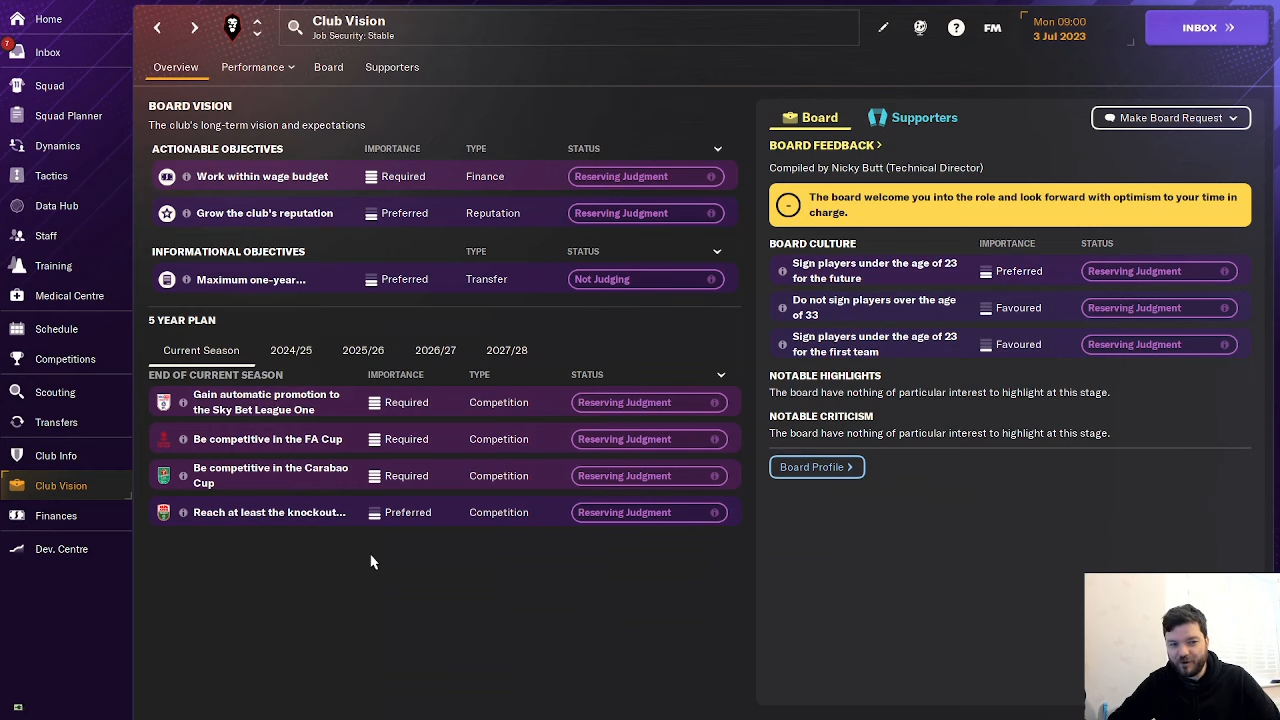 Home
7
Inbox
Squad
Squad Planner
Dynamics
Tactics
Data Hub
Staff
Training
Medical Centre
Schedule
Competitions
Scouting
Transfers
Club Info
Club Vision
Finances
Dev. Centre
Club Vision
Job Security: Stable
?
FM
Mon 09:00
3 Jul 2023
INBOX
Overview
Performance
Board
Supporters
BOARD VISION
The club's long-term vision and expectations
ACTIONABLE OBJECTIVES IMPORTANCE TYPE STATUS
Work within wage budget Required Finance Reserving Judgment
Grow the club's reputation Preferred Reputation Reserving Judgment
INFORMATIONAL OBJECTIVES TYPE STATUS
Maximum one-year... Preferred Transfer Not Judging
5 YEAR PLAN
Current Season 2024/25 2025/26 2026/27 2027/28
END OF CURRENT SEASON IMPORTANCE TYPE STATUS
Gain automatic promotion to
the Sky Bet League One Required Competition Reserving Judgment
Be competitive in the FA Cup Required Competition Reserving Judgment
Be competitive in the Carabao
Cup Required Competition Reserving Judgment
Reach at least the knockout... Preferred Competition Reserving Judgment
Board Supporters Make Board Request
BOARD FEEDBACK >
Compiled by Nicky Butt (Technical Director)
The board welcome you into the role and look forward with optimism to your time in
charge.
BOARD CULTURE IMPORTANCE STATUS
Sign players under the age of 23
for the future Preferred Reserving Judgment
Do not sign players over the age
of 33 Favoured Reserving Judgment
Sign players under the age of 23
for the first team Favoured Reserving Judgment
NOTABLE HIGHLIGHTS
The board have nothing of particular interest to highlight at this stage.
NOTABLE CRITICISM
The board have nothing of particular interest to highlight at this stage.
Board Profile >